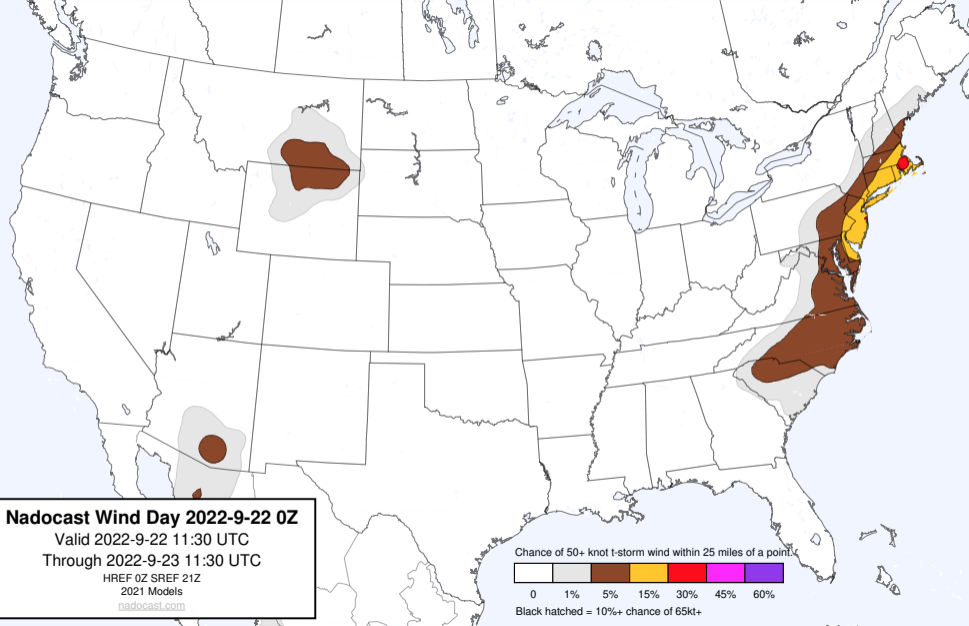 Nadocast Wind Day 2022-9-22 0Z
Valid 2022-9-22 11:30 UTC
Through 2022-9-23 11:30 UTC
HREF 0Z SREF 21Z
2021 Models
nadocast.com
Chance of 50+ knot t-storm wind within 25 miles of a point.
0 1% 5% 15% 30% 45% 60%
Black hatched = 10%+ chance of 65kt+